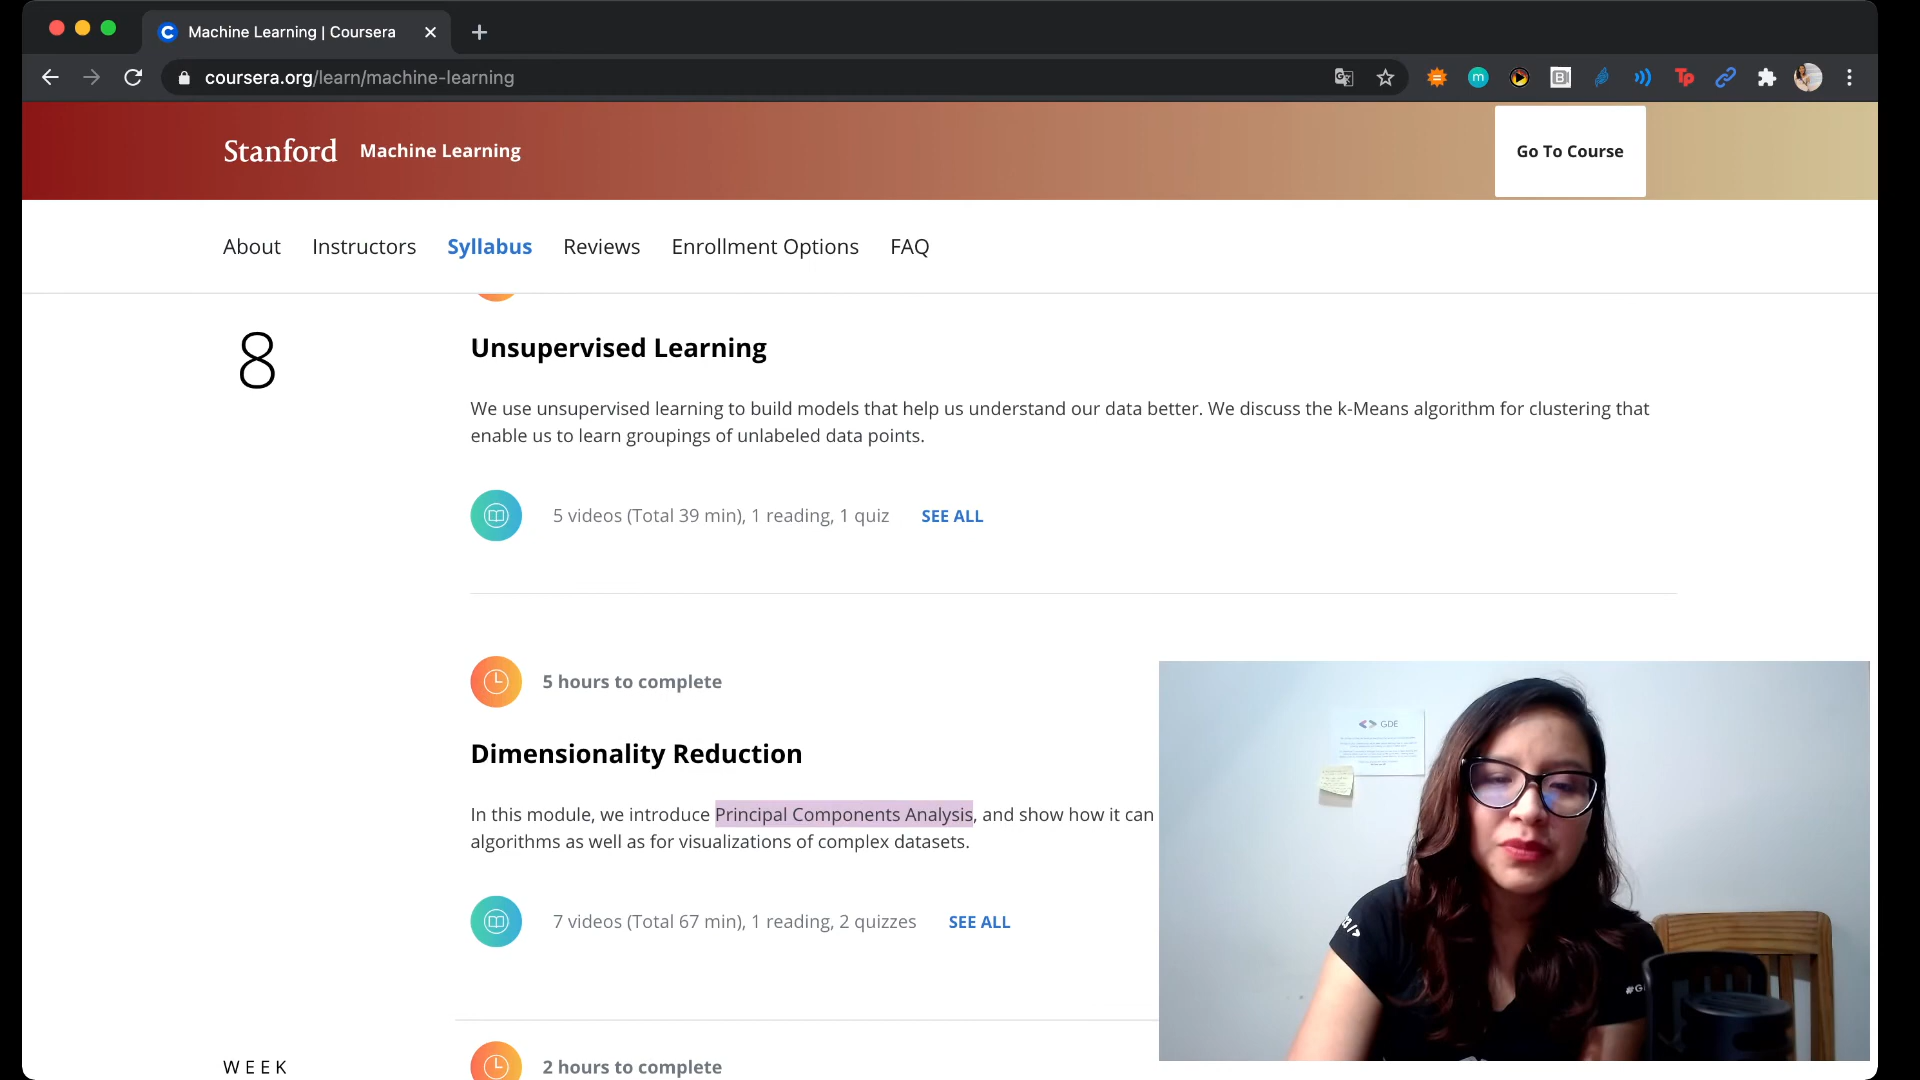 Machine Learning | Coursera
coursera.org/learn/machine-learning
Stanford Machine Learning
Go To Course
About Instructors Syllabus Reviews Enrollment Options FAQ
8
Unsupervised Learning
We use unsupervised learning to build models that help us understand our data better. We discuss the k-Means algorithm for clustering that
enable us to learn groupings of unlabeled data points.
5 videos (Total 39 min), 1 reading, 1 quiz SEE ALL
5 hours to complete
Dimensionality Reduction
In this module, we introduce Principal Components Analysis, and show how it can
algorithms as well as for visualizations of complex datasets.
7 videos (Total 67 min), 1 reading, 2 quizzes SEE ALL
WEEK
2 hours to complete
<> GDE